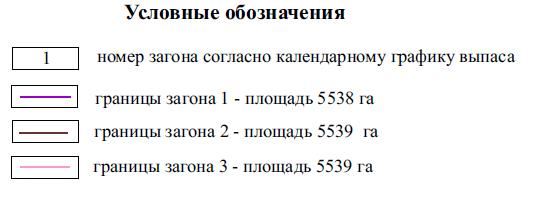 Условные обозначения
1 номер загона согласно календарному графику выпаса
границы загона 1 - площадь 5538 га
границы загона 2 - площадь 5539 га
границы загона 3 - площадь 5539 га